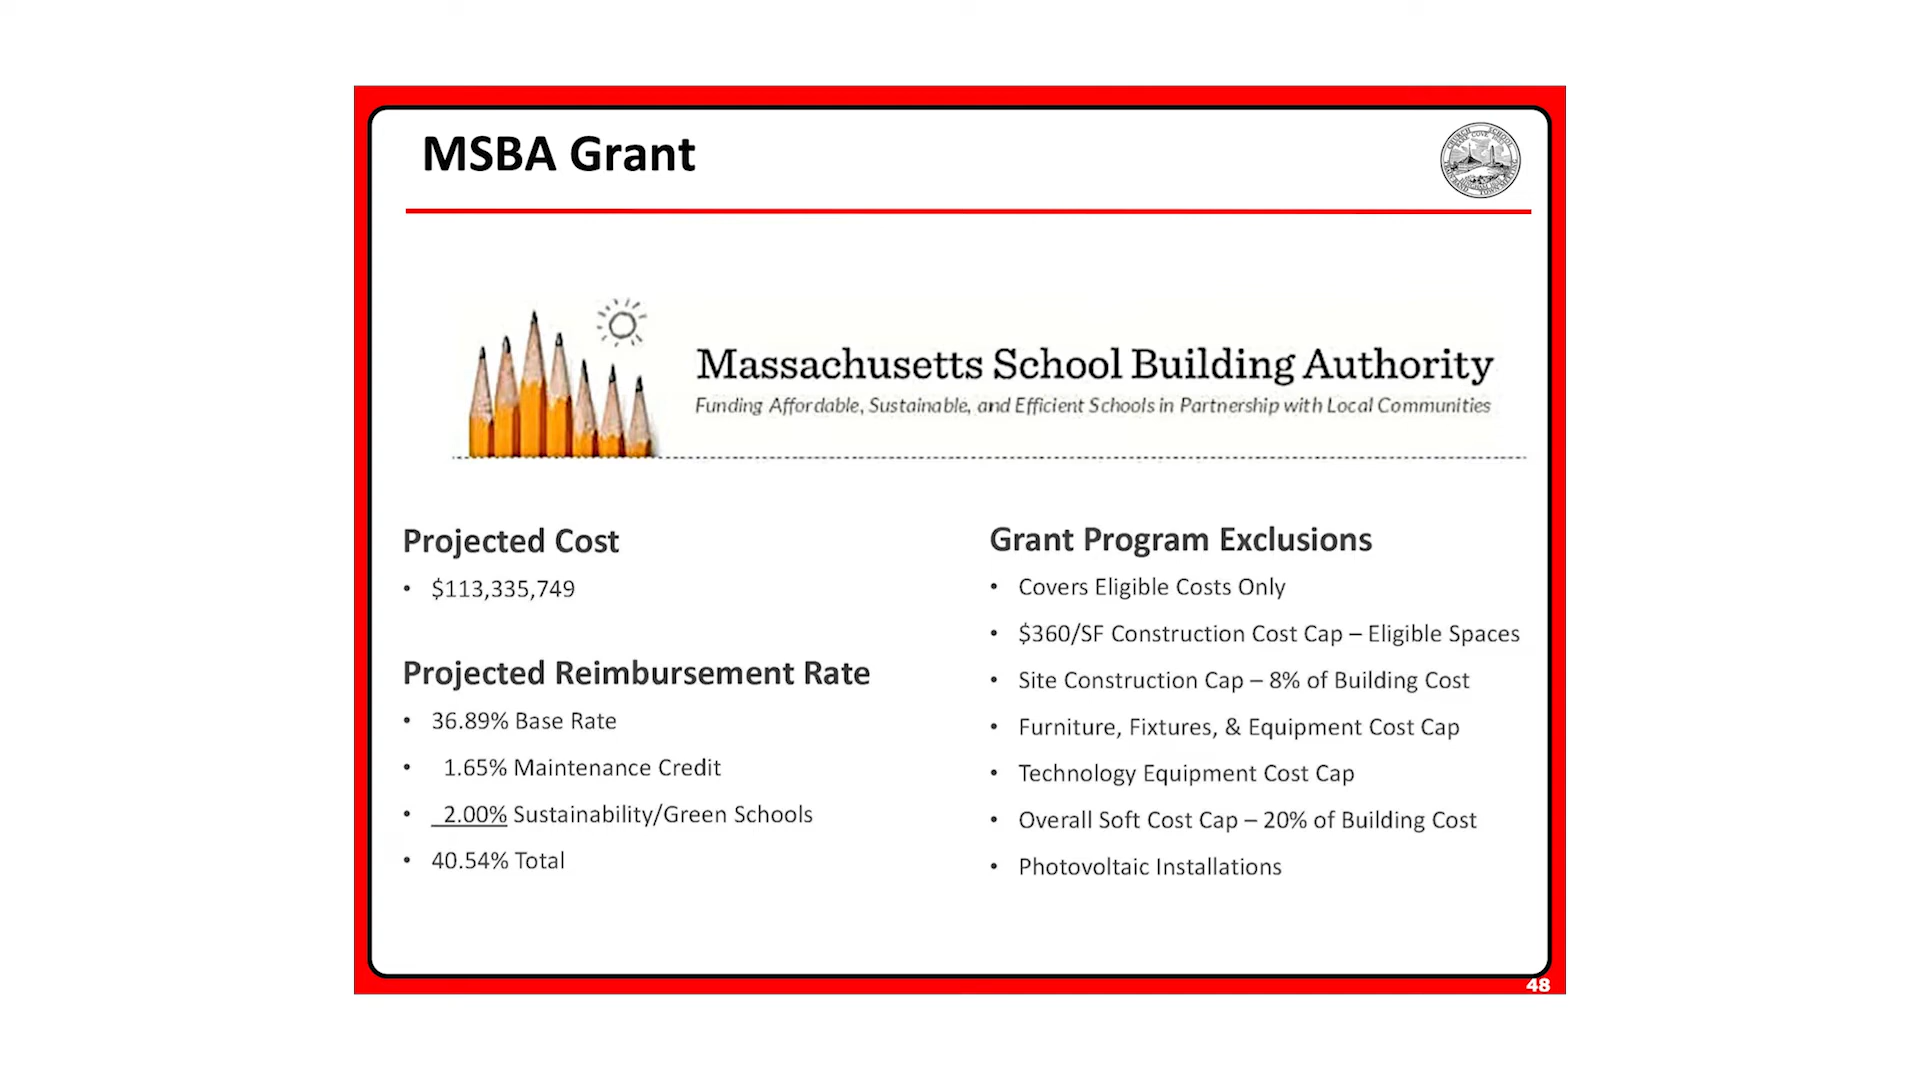 MSBA Grant
CHURCH SCHOOL
TOWN MEETING
Massachusetts School Building Authority
Funding Affordable, Sustainable, and Efficient Schools in Partnership with Local Communities
Projected Cost
• $113,335,749
Projected Reimbursement Rate
• 36.89% Base Rate
• 1.65% Maintenance Credit
• 2.00% Sustainability/Green Schools
• 40.54% Total
Grant Program Exclusions
• Covers Eligible Costs Only
• $360/SF Construction Cost Cap – Eligible Spaces
• Site Construction Cap – 8% of Building Cost
• Furniture, Fixtures, & Equipment Cost Cap
• Technology Equipment Cost Cap
• Overall Soft Cost Cap – 20% of Building Cost
• Photovoltaic Installations
48